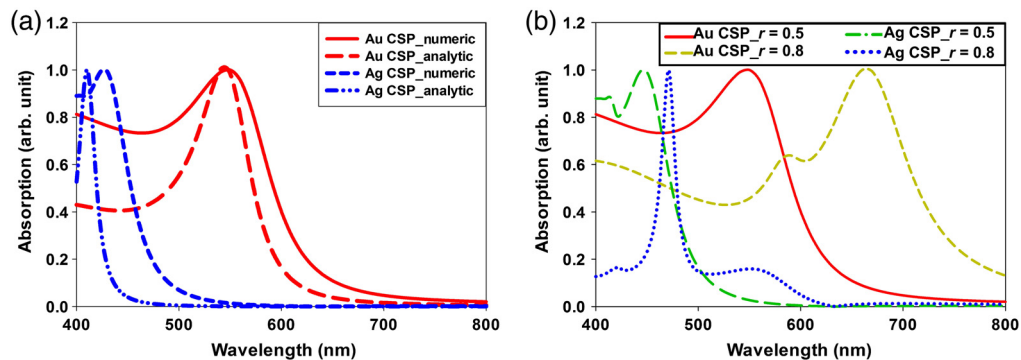 (a)
1.2
1.0
0.8
0.6
0.4
0.2
0.0
Absorption (arb. unit)
Au CSP_numeric
Au CSP_analytic
Ag CSP_numeric
Ag CSP_analytic
400 500 600 700 800
Wavelength (nm)
(b)
1.2
1.0
0.8
0.6
0.4
0.2
0.0
Absorption (arb. unit)
Au CSP_r = 0.5 Ag CSP_r = 0.5
Au CSP_r = 0.8 Ag CSP_r = 0.8
400 500 600 700 800
Wavelength (nm)